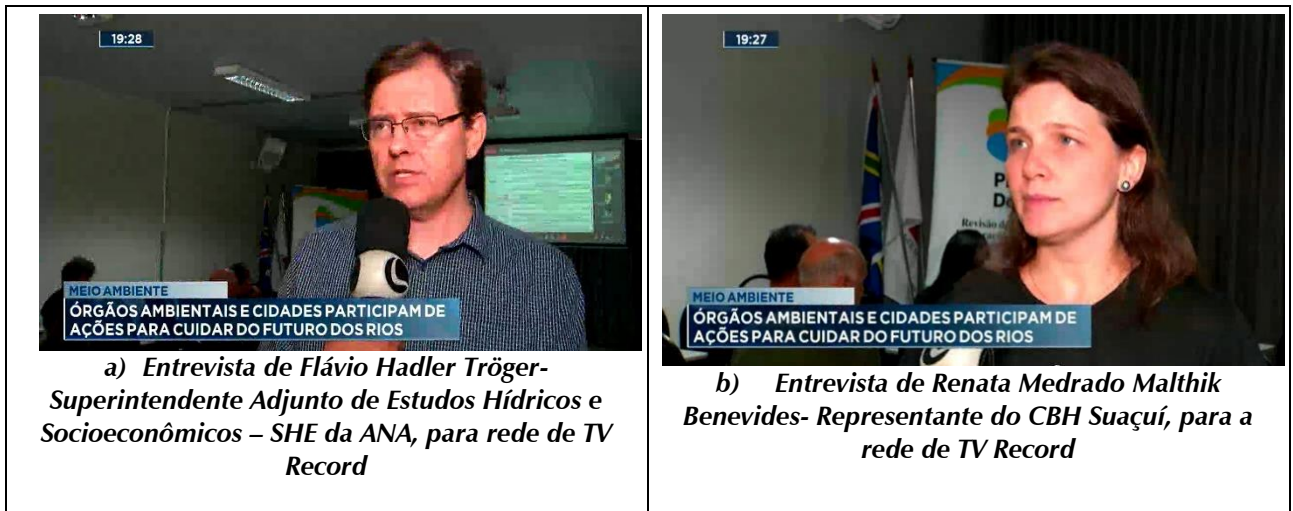 19:28
MEIO AMBIENTE
ÓRGÃOS AMBIENTAIS E CIDADES PARTICIPAM DE
AÇÕES PARA CUIDAR DO FUTURO DOS RIOS
a) Entrevista de Flávio Hadler Tröger-
Superintendente Adjunto de Estudos Hídricos e
Socioeconômicos – SHE da ANA, para rede de TV
Record
19:27
Revisão d
MEIO AMBIENTE
ÓRGÃOS AMBIENTAIS E CIDADES PARTICIPAM DE
AÇÕES PARA CUIDAR DO FUTURO DOS RIOS
b) Entrevista de Renata Medrado Malthik
Benevides- Representante do CBH Suaçuí, para a
rede de TV Record